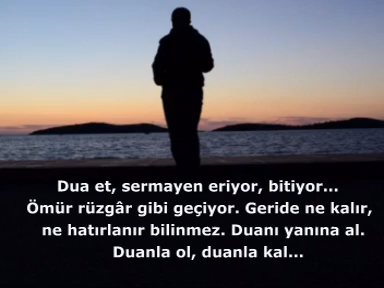 Dua et, sermayen eriyor, bitiyor...
Ömür rüzgâr gibi geçiyor. Geride ne kalır,
ne hatırlanır bilinmez. Duanı yanına al.
Duanla ol, duanla kal...